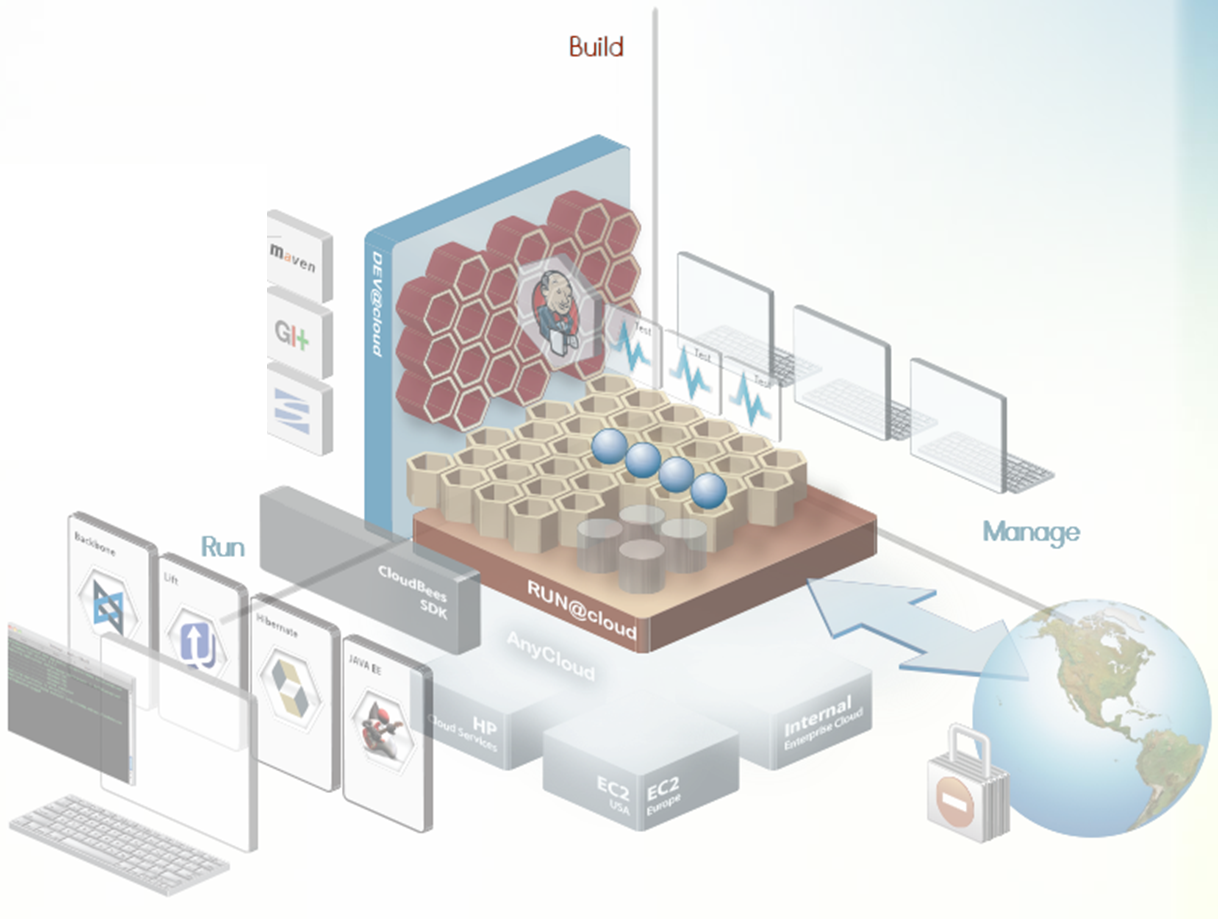 Build
maven
DEV@cloud
GIt
Test
Test
Test
Run
Manage
Backbone
Lift
Hibernate
JAVA EE
CloudBees
SDK
RUN@cloud
AnyCloud
HP
Cloud Services
EC2
USA
EC2
Europe
Internal
Enterprise Cloud